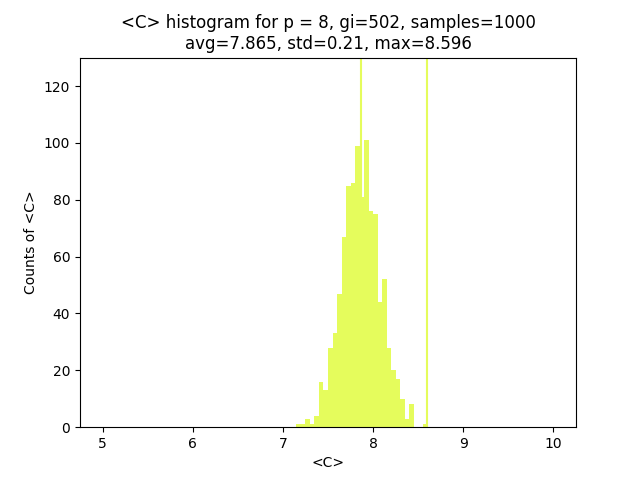 <C> histogram for p = 8, gi=502, samples=1000
avg=7.865, std=0.21, max=8.596
120
100
80
60
40
20
0
Counts of <C>
5 6 7 8 9 10
<C>